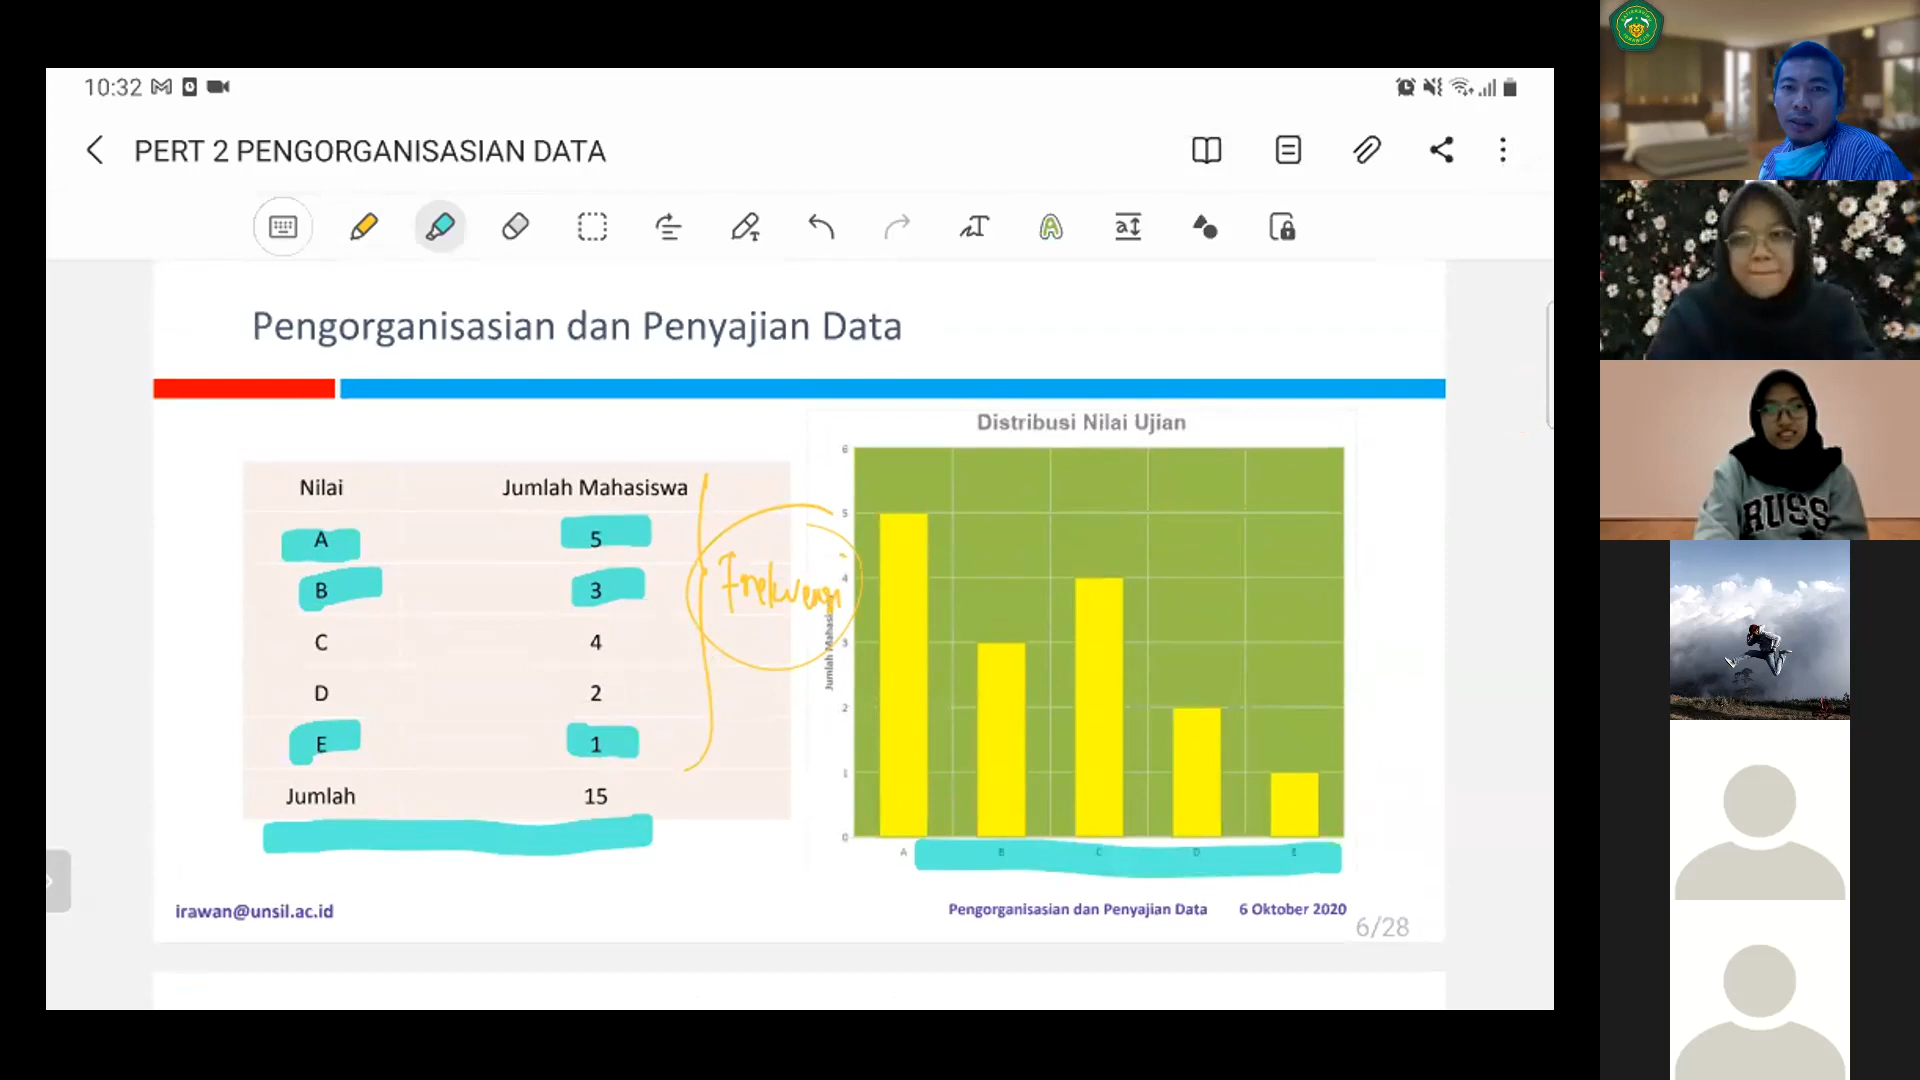 10:32
PERT 2 PENGORGANISASIAN DATA
Pengorganisasian dan Penyajian Data
Nilai Jumlah Mahasiswa
A 5
B 3
C 4
D 2
E 1
Jumlah 15
Frekuensi
Distribusi Nilai Ujian
6
5
4
3
2
1
0
Jumlah Mahasiswa
A B C D E
irawan@unsil.ac.id
Pengorganisasian dan Penyajian Data 6 Oktober 2020
6/28
RUSS